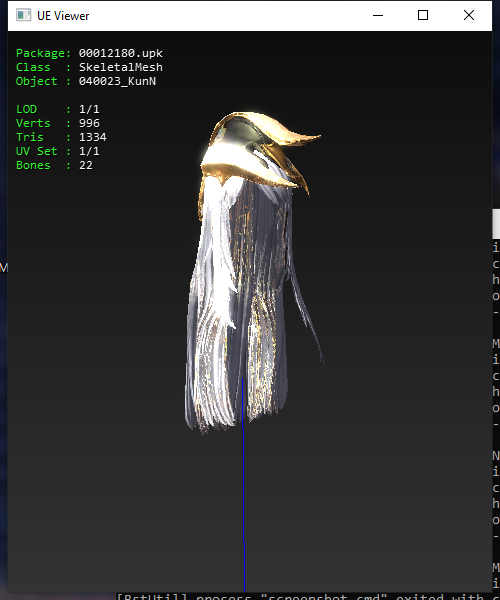 UE Viewer
Package: 00012180.upk
Class : SkeletalMesh
Object : 040023_KunN
LOD : 1/1
Verts : 996
Tris : 1334
UV Set : 1/1
Bones : 22
M
i
c
h
o
-
M
i
c
h
o
-
N
i
c
h
o
-
M
i
[BstUtil] process "screenshot.cmd" exited with c